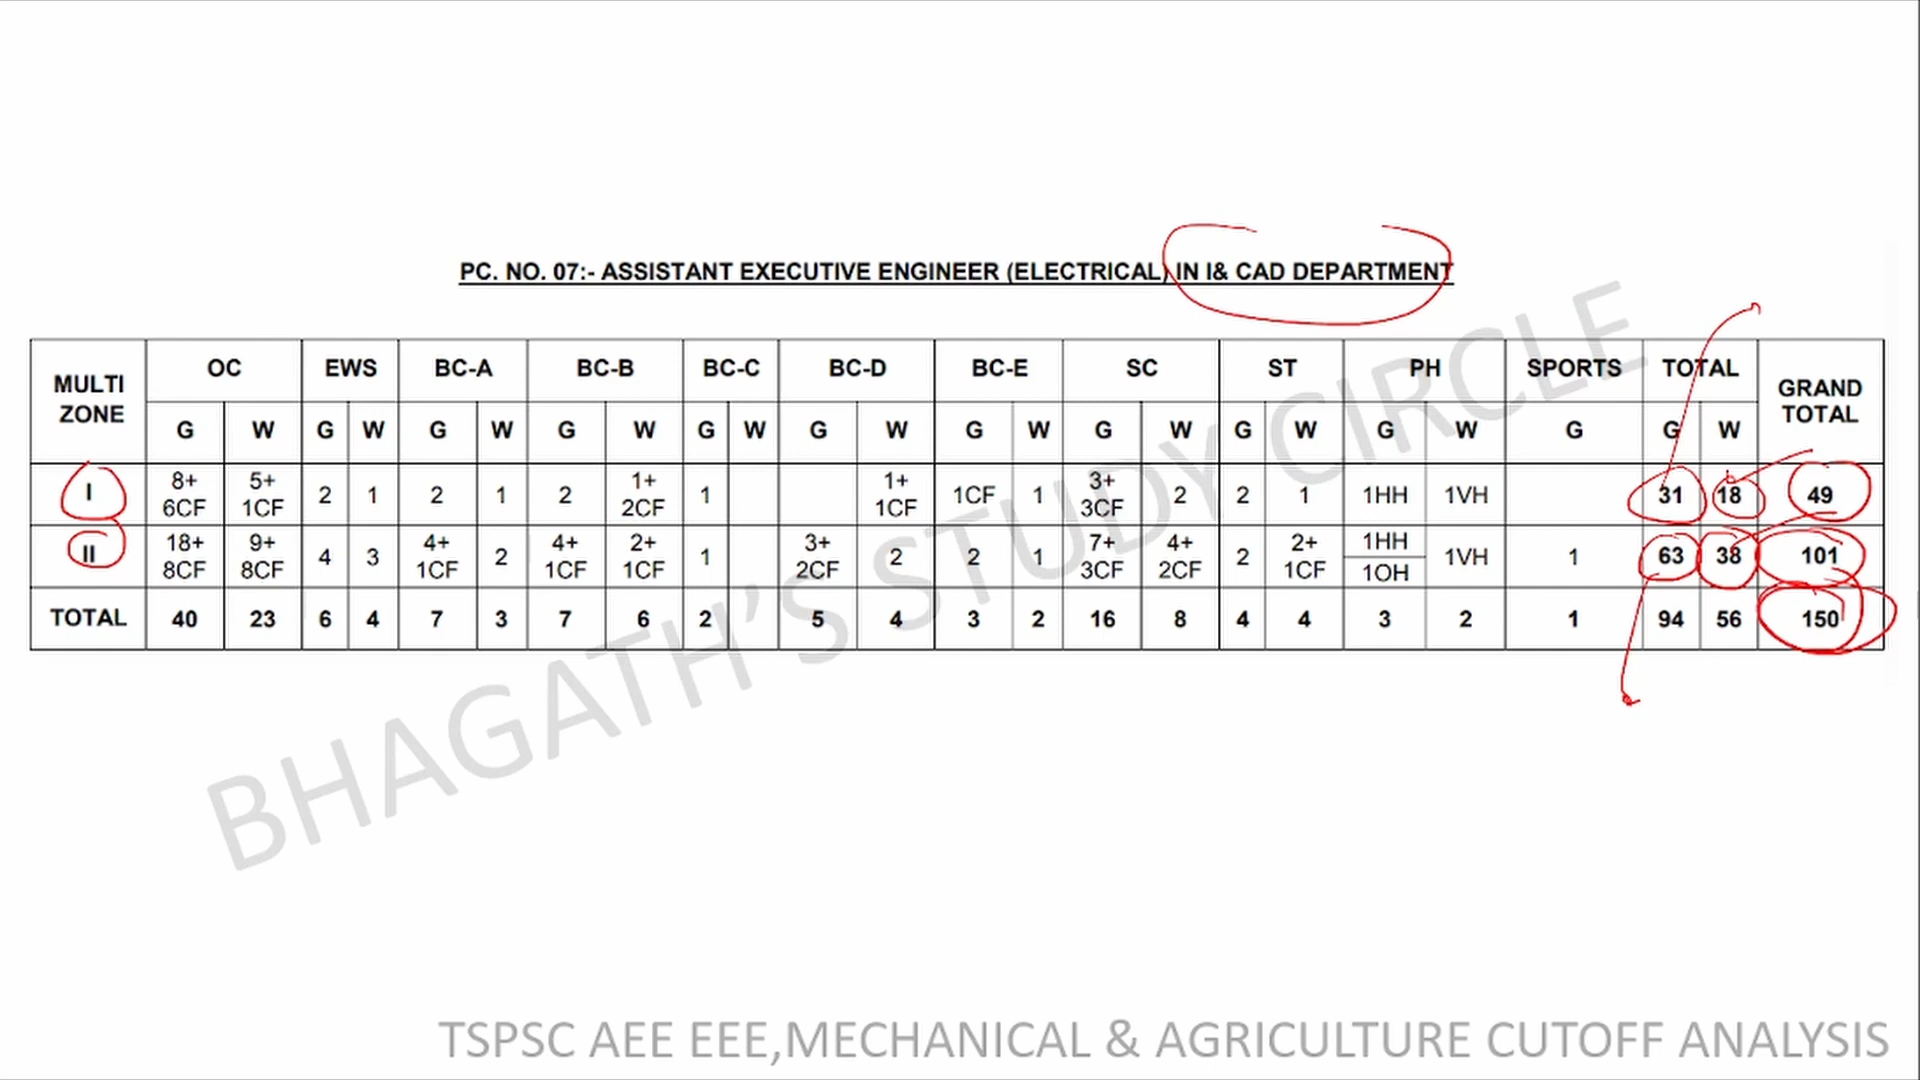 PC. NO. 07:- ASSISTANT EXECUTIVE ENGINEER (ELECTRICAL) IN I& CAD DEPARTMENT
MULTI ZONE OC EWS BC-A BC-B BC-C BC-D BC-E SC ST PH SPORTS TOTAL GRAND TOTAL
G W G W G W G W G W G W G W G W G W G W G G W
I 8+ 6CF 5+ 1CF 2 1 2 1 2 1+ 2CF 1 1+ 1CF 1CF 1 3+ 3CF 2 2 1 1HH 1VH 31 18 49
II 18+ 8CF 9+ 8CF 4 3 4+ 1CF 2 4+ 1CF 2+ 1CF 1 3+ 2CF 2 2 1 7+ 3CF 4+ 2CF 2 2+ 1CF 1HH 1OH 1VH 1 63 38 101
TOTAL 40 23 6 4 7 3 7 6 2 5 4 3 2 16 8 4 4 3 2 1 94 56 150
BHAGATH'S STUDY CIRCLE
TSPSC AEE EEE,MECHANICAL & AGRICULTURE CUTOFF ANALYSIS